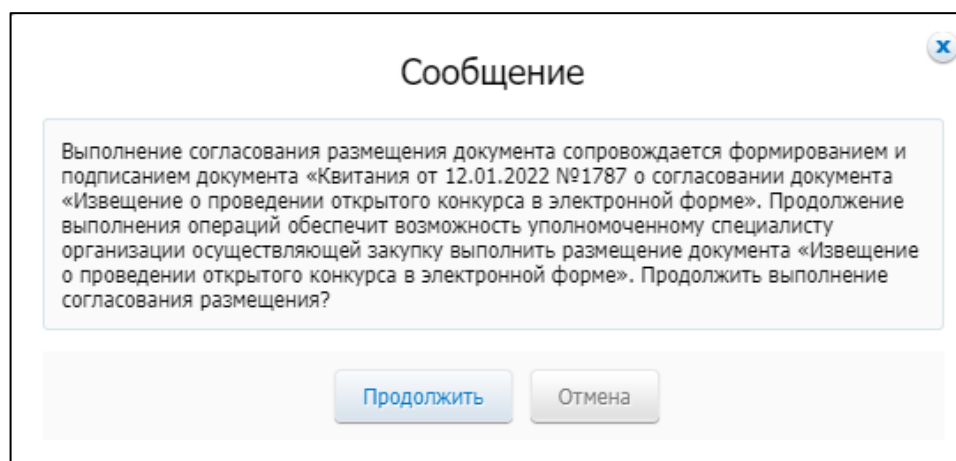 x
Сообщение
Выполнение согласования размещения документа сопровождается формированием и
подписанием документа «Квитания от 12.01.2022 №1787 о согласовании документа
«Извещение о проведении открытого конкурса в электронной форме». Продолжение
выполнения операций обеспечит возможность уполномоченному специалисту
организации осуществляющей закупку выполнить размещение документа «Извещение
о проведении открытого конкурса в электронной форме». Продолжить выполнение
согласования размещения?
Продолжить Отмена